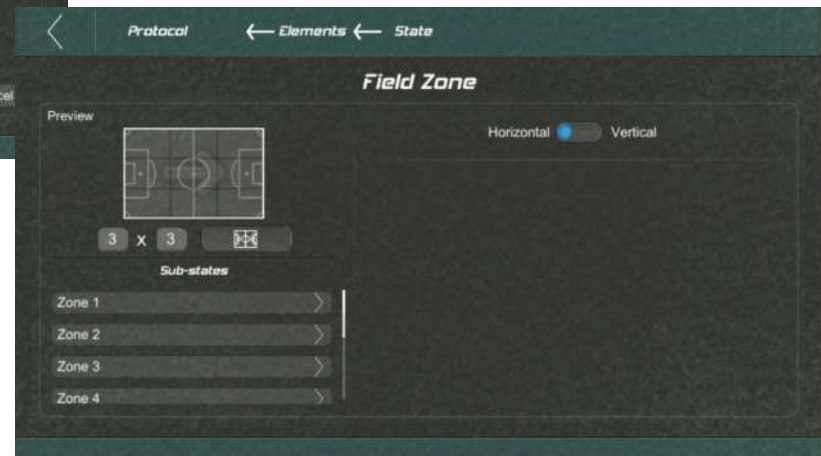 Protocol ← Elements ← State
Field Zone
cel
Preview
Horizontal Vertical
3 x 3
Sub-states
Zone 1
Zone 2
Zone 3
Zone 4